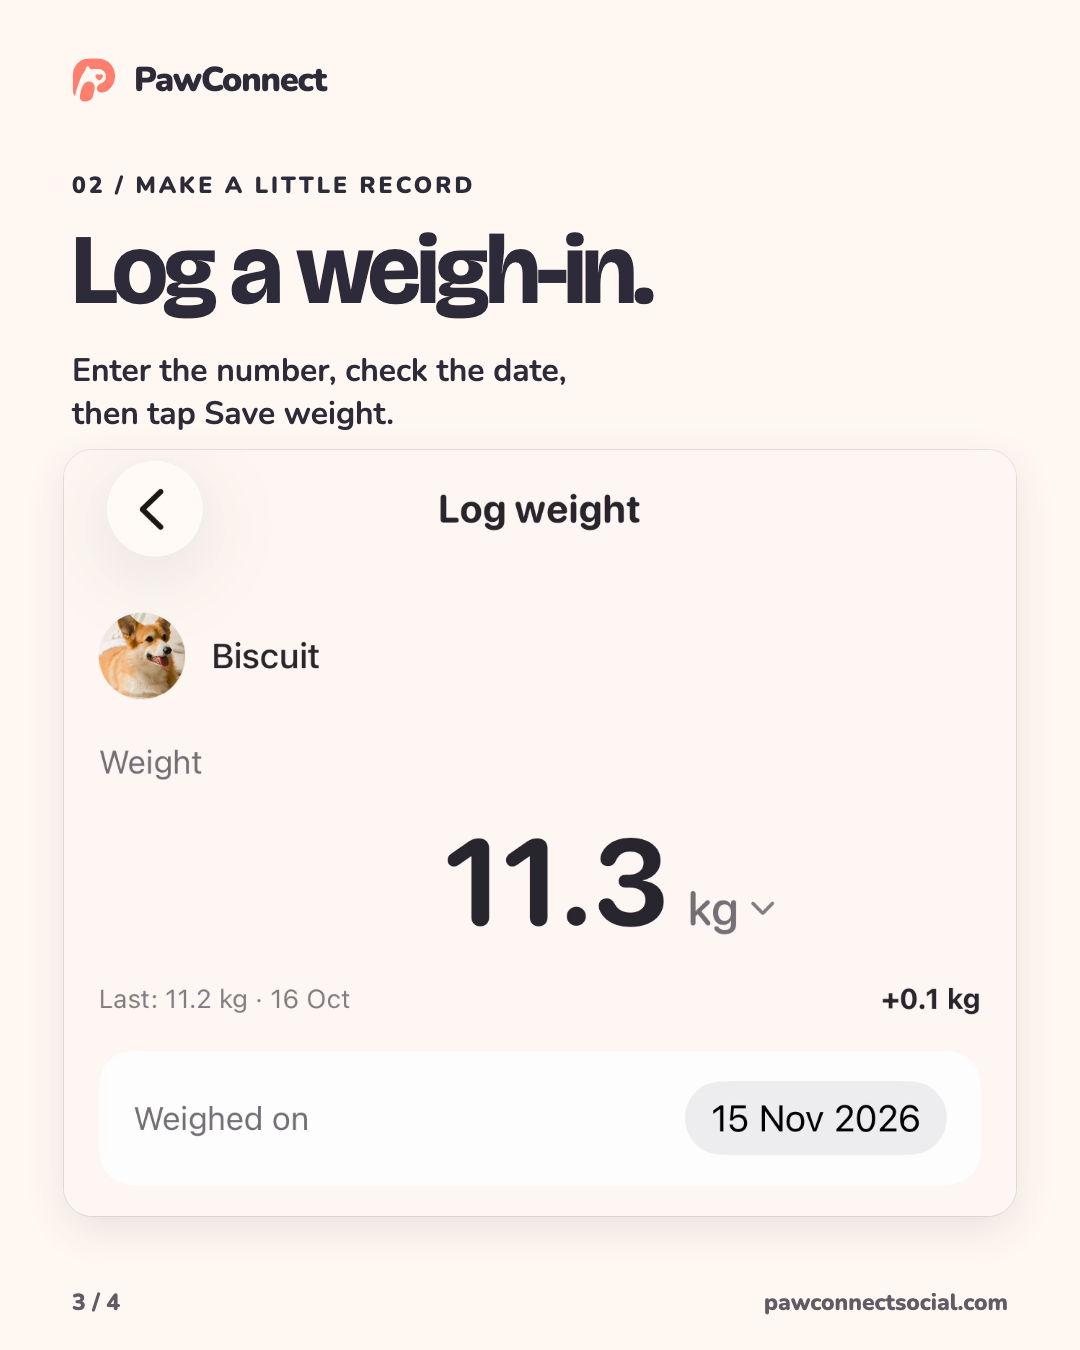 PawConnect
02 / MAKE A LITTLE RECORD
Log a weigh-in.
Enter the number, check the date,
then tap Save weight.
Log weight
Biscuit
Weight
11.3 kg
Last: 11.2 kg · 16 Oct
+0.1 kg
Weighed on
15 Nov 2026
3 / 4
pawconnectsocial.com